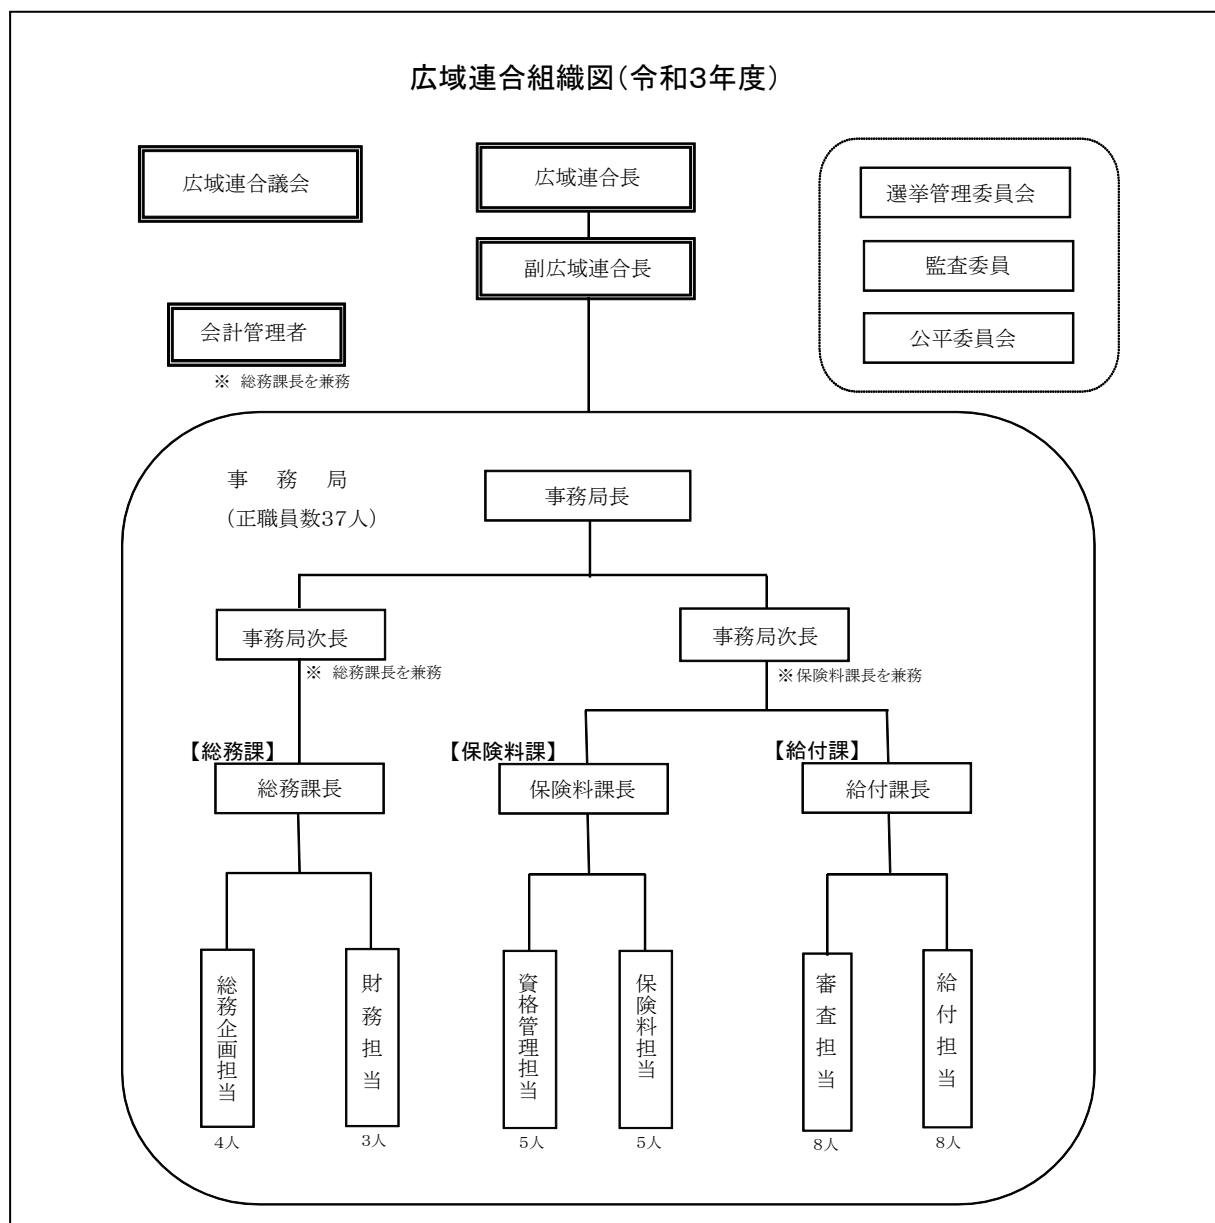 広域連合組織図(令和3年度)
広域連合議会
広域連合長
副広域連合長
会計管理者
※ 総務課長を兼務
選挙管理委員会
監査委員
公平委員会
事 務 局
(正職員数37人)
事務局長
事務局次長
※ 総務課長を兼務
事務局次長
※保険料課長を兼務
【総務課】
総務課長
【保険料課】
保険料課長
【給付課】
給付課長
総務企画担当
4人
財務担当
3人
資格管理担当
5人
保険料担当
5人
審査担当
8人
給付担当
8人